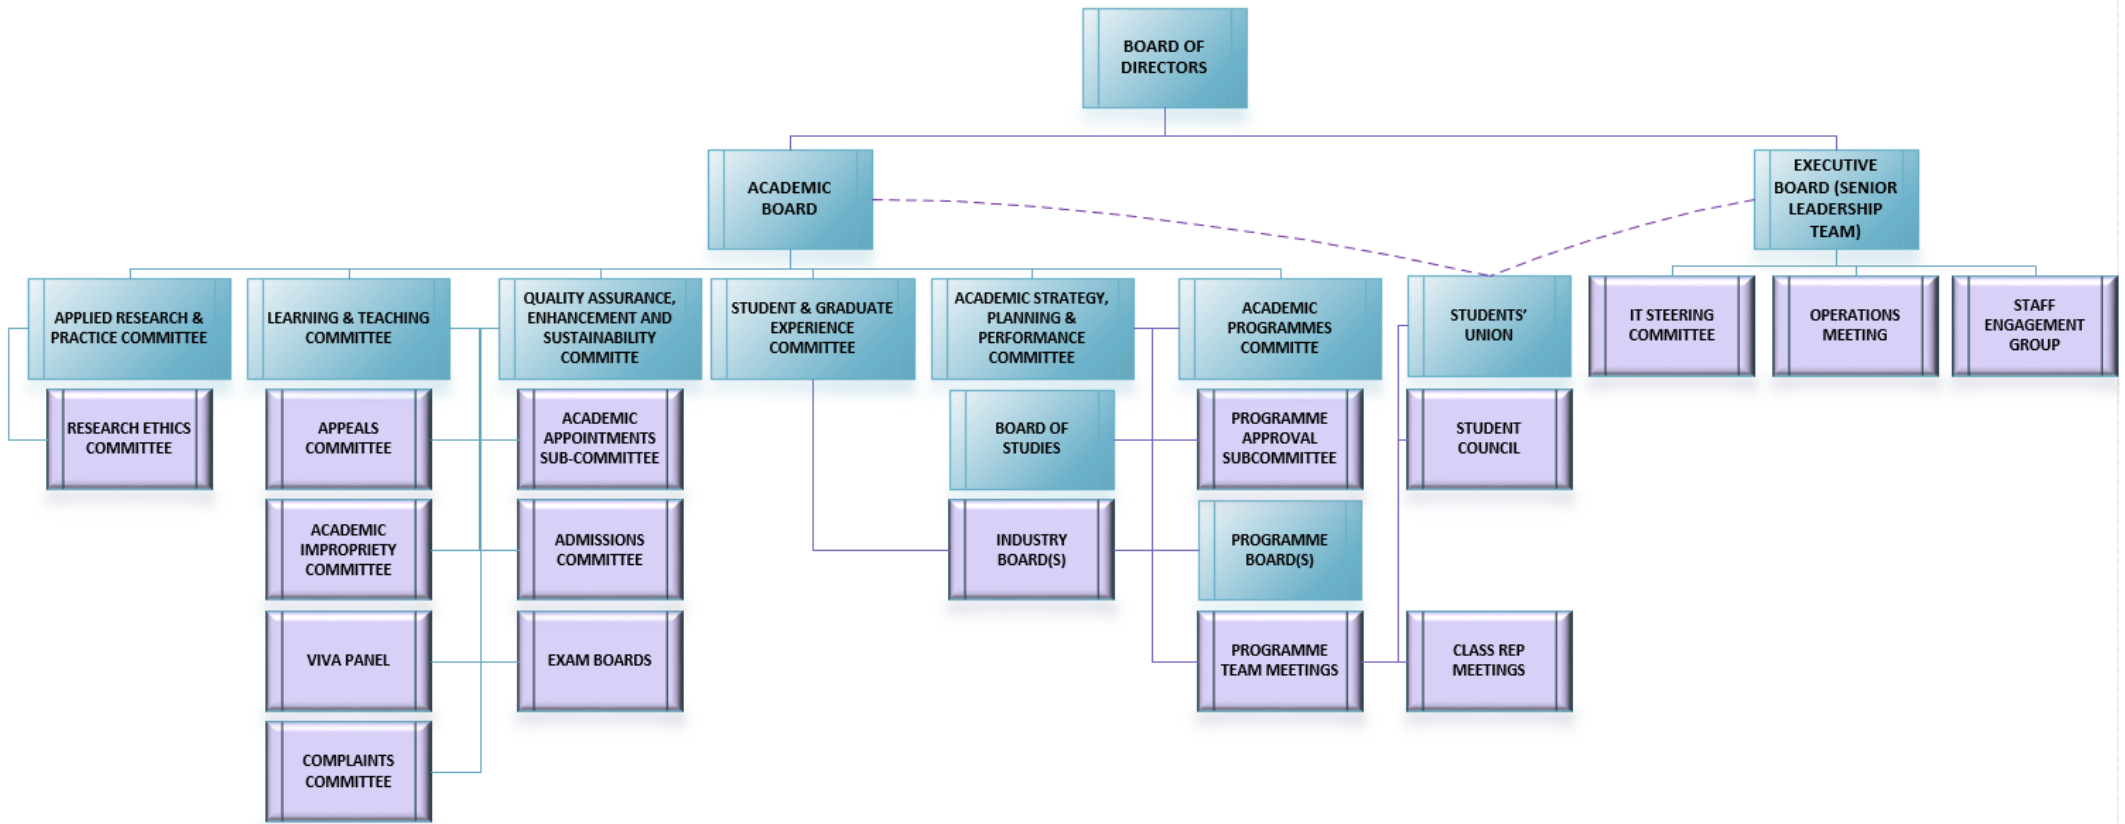 BOARD OF
DIRECTORS
ACADEMIC
BOARD
EXECUTIVE
BOARD (SENIOR
LEADERSHIP
TEAM)
APPLIED RESEARCH &
PRACTICE COMMITTEE
LEARNING & TEACHING
COMMITTEE
QUALITY ASSURANCE,
ENHANCEMENT AND
SUSTAINABILITY
COMMITTE
STUDENT & GRADUATE
EXPERIENCE
COMMITTEE
ACADEMIC STRATEGY,
PLANNING &
PERFORMANCE
COMMITTEE
ACADEMIC
PROGRAMMES
COMMITTE
STUDENTS'
UNION
IT STEERING
COMMITTEE
OPERATIONS
MEETING
STAFF
ENGAGEMENT
GROUP
RESEARCH ETHICS
COMMITTEE
APPEALS
COMMITTEE
ACADEMIC
APPOINTMENTS
SUB-COMMITTEE
BOARD OF
STUDIES
PROGRAMME
APPROVAL
SUBCOMMITTEE
STUDENT
COUNCIL
ACADEMIC
IMPROPRIETY
COMMITTEE
ADMISSIONS
COMMITTEE
INDUSTRY
BOARD(S)
PROGRAMME
BOARD(S)
VIVA PANEL
EXAM BOARDS
PROGRAMME
TEAM MEETINGS
CLASS REP
MEETINGS
COMPLAINTS
COMMITTEE